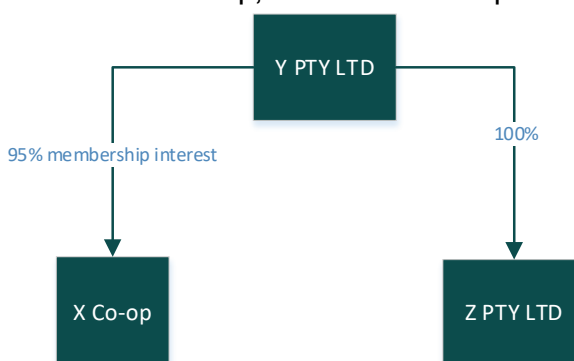 Y PTY LTD
95% membership interest
100%
X Co-op
Z PTY LTD